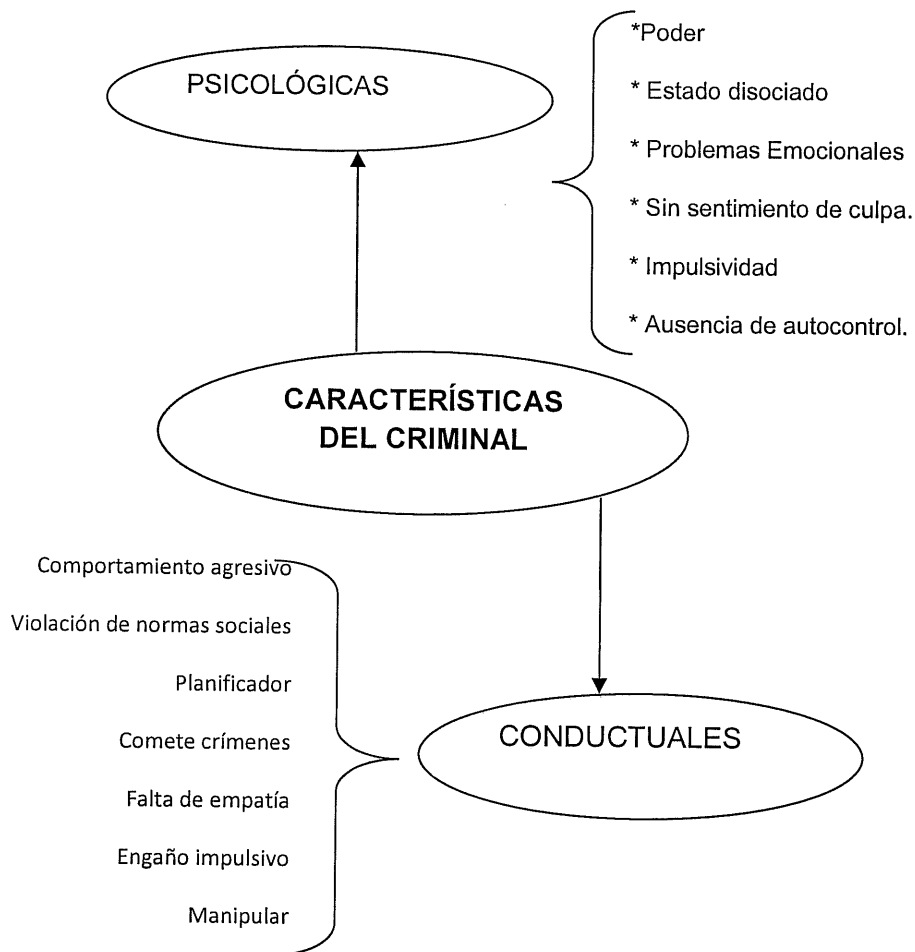 PSICOLÓGICAS
*Poder
* Estado disociado
* Problemas Emocionales
* Sin sentimiento de culpa.
* Impulsividad
* Ausencia de autocontrol.
CARACTERÍSTICAS
DEL CRIMINAL
Comportamiento agresivo
Violación de normas sociales
Planificador
Comete crímenes
Falta de empatía
Engaño impulsivo
Manipular
CONDUCTUALES